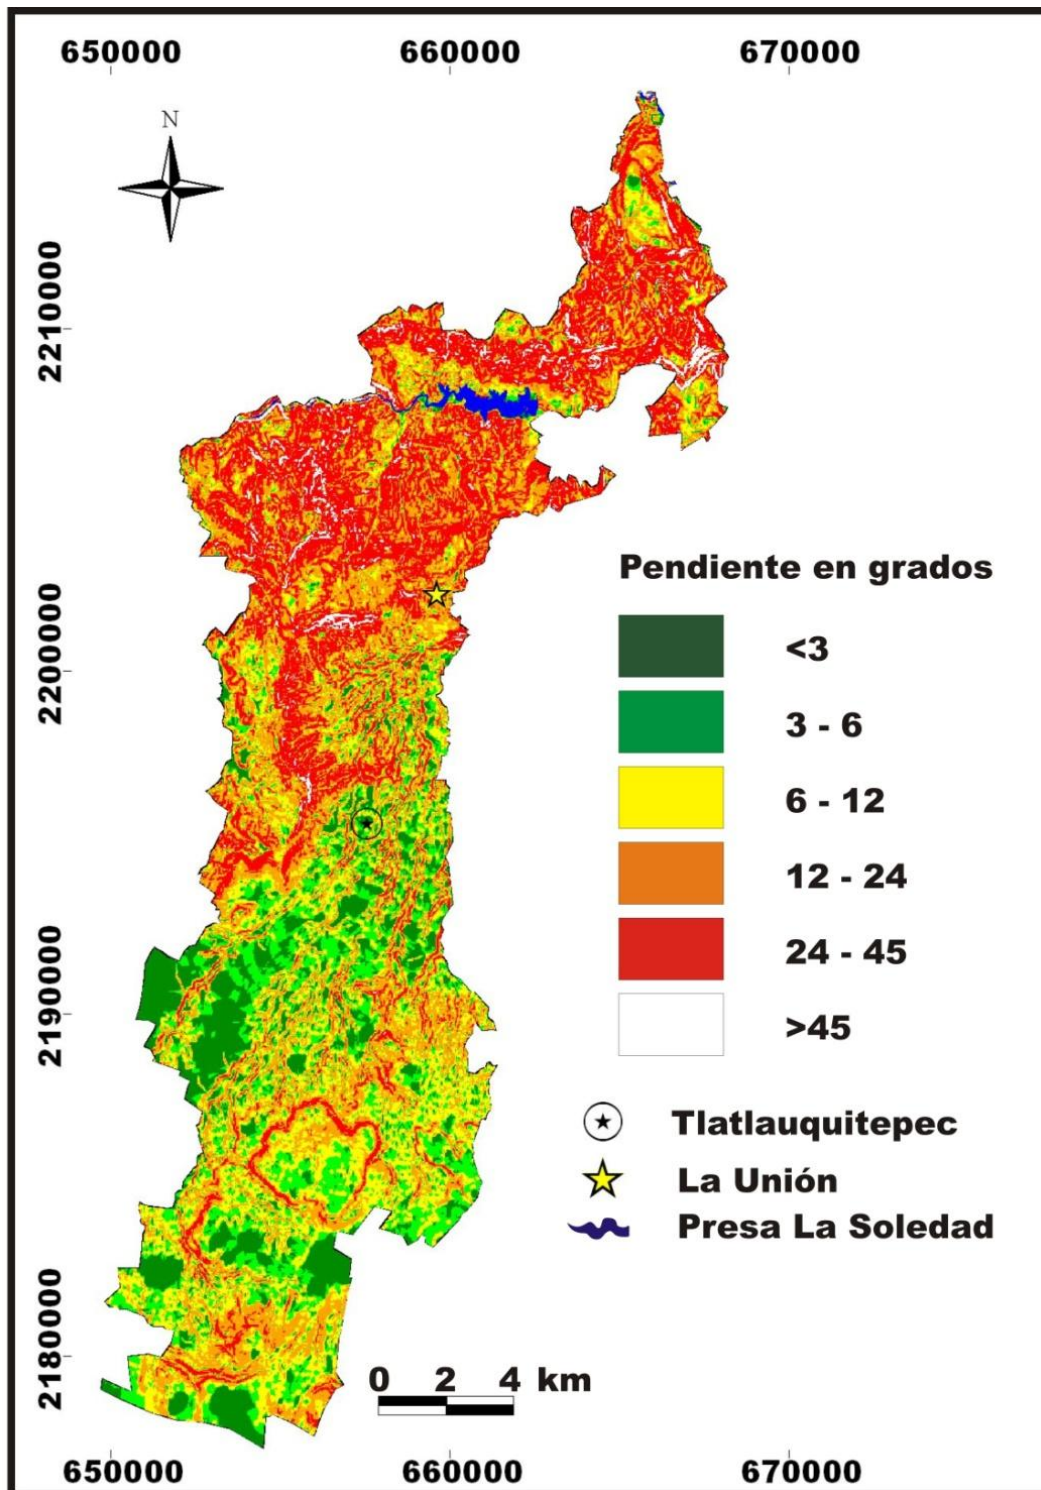 650000 660000 670000
N
2210000
2200000
2190000
2180000
Pendiente en grados
<3
3 - 6
6 - 12
12 - 24
24 - 45
>45
Tlatlauquitepec
La Unión
Presa La Soledad
0 2 4 km
650000 660000 670000